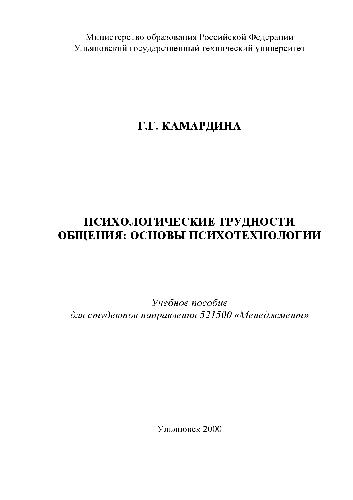 Министерство образования Российской Федерации
Ульяновский государственный технический университет
Г.Г. КАМАРДИНА
ПСИХОЛОГИЧЕСКИЕ ТРУДНОСТИ
ОБЩЕНИЯ: ОСНОВЫ ПСИХОТЕХНОЛОГИИ
Учебное пособие
для студентов направления 521500 «Менеджмент»
Ульяновск 2000